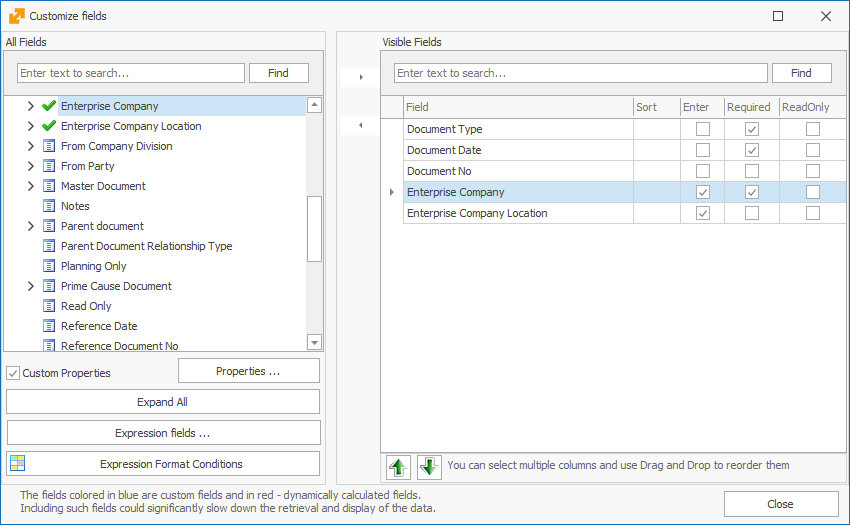 Customize fields
All Fields
Enter text to search...
Find
Enterprise Company
Enterprise Company Location
From Company Division
From Party
Master Document
Notes
Parent document
Parent Document Relationship Type
Planning Only
Prime Cause Document
Read Only
Reference Date
Reference Document No
Custom Properties
Properties ...
Expand All
Expression fields ...
Expression Format Conditions
Visible Fields
Enter text to search...
Find
Field Sort Enter Required ReadOnly
Document Type
Document Date
Document No
Enterprise Company
Enterprise Company Location
You can select multiple columns and use Drag and Drop to reorder them
The fields colored in blue are custom fields and in red - dynamically calculated fields.
Including such fields could significantly slow down the retrieval and display of the data.
Close